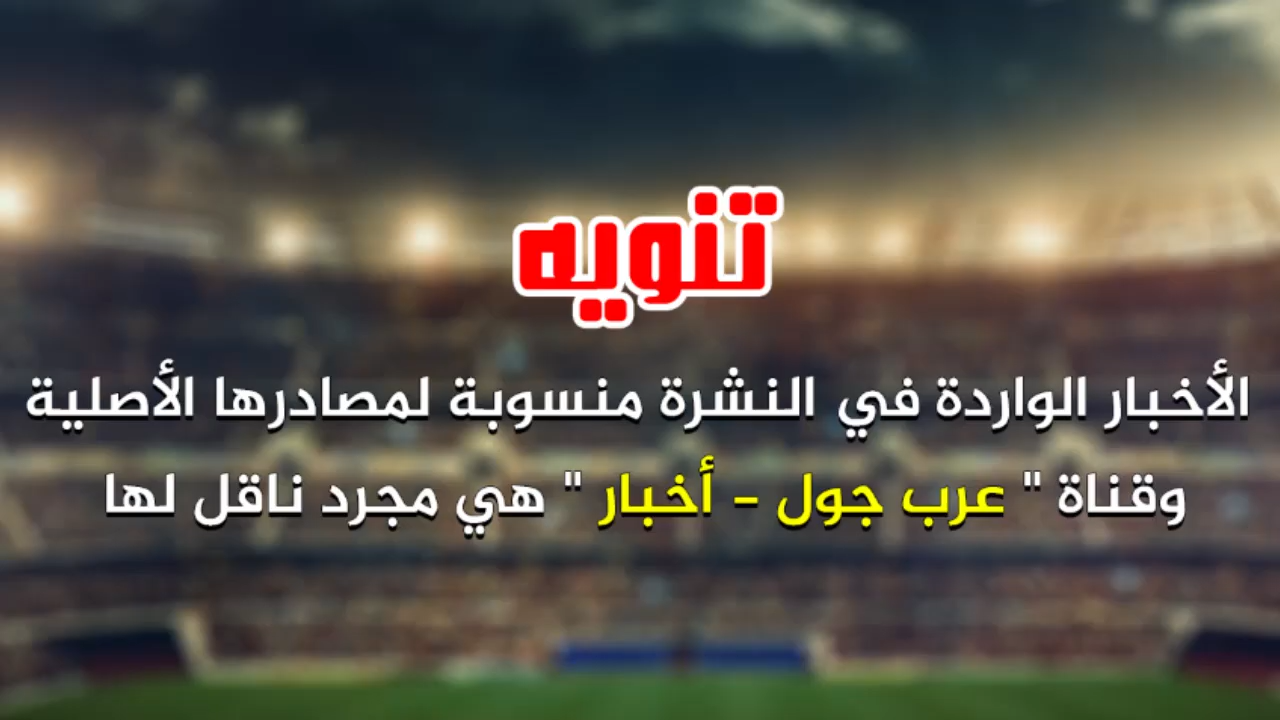 تنويه
الأخبار الواردة في النشرة منسوبة لمصادرها الأصلية
وقناة " عرب جول - أخبار " هي مجرد ناقل لها